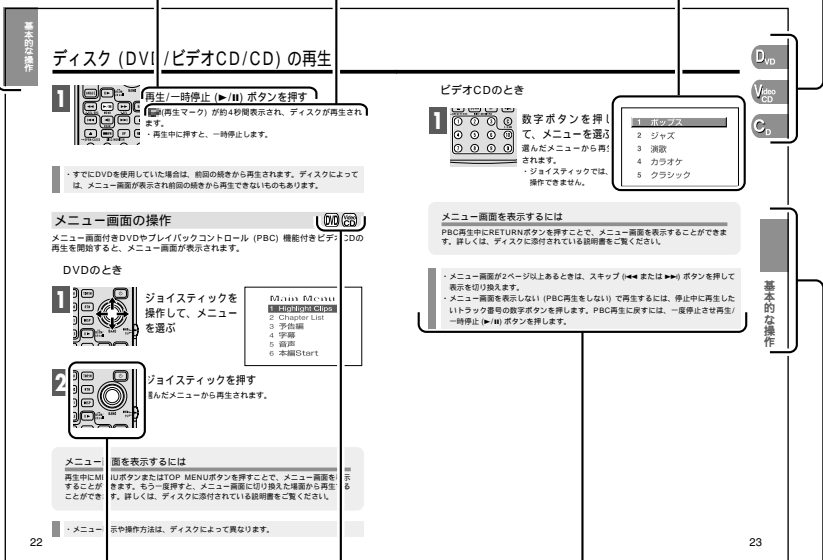 基本的な操作
ディスク (DVD/ビデオCD/CD) の再生
1
再生/一時停止 (►/II) ボタンを押す
(再生マーク) が約4秒間表示され、ディスクが再生され
ます。
・再生中に押すと、一時停止します。
・すでにDVDを使用していた場合は、前回の続きから再生されます。ディスクによって
は、メニュー画面が表示され前回の続きから再生できないものもあります。
メニュー画面の操作
DVD
Video CD
メニュー画面付きDVDやプレイバックコントロール (PBC) 機能付きビデオCDの
再生を開始すると、メニュー画面が表示されます。
DVDのとき
1
ジョイスティックを
操作して、メニュー
を選ぶ
Main Menu
1 Highlight Clips
2 Chapter List
3 予告編
4 字幕
5 音声
6 本編Start
2
ジョイスティックを押す
選んだメニューから再生されます。
メニュー画面を表示するには
再生中にMENUボタンまたはTOP MENUボタンを押すことで、メニュー画面を表示
することができます。もう一度押すと、メニュー画面に切り換えた場面から再生する
ことができます。詳しくは、ディスクに添付されている説明書をご覧ください。
・メニュー表示や操作方法は、ディスクによって異なります。
22
ビデオCDのとき
1
数字ボタンを押し
て、メニューを選ぶ
選んだメニューから再生
されます。
・ジョイスティックでは、
操作できません。
1 ポップス
2 ジャズ
3 演歌
4 カラオケ
5 クラシック
メニュー画面を表示するには
PBC再生中にRETURNボタンを押すことで、メニュー画面を表示することができま
す。詳しくは、ディスクに添付されている説明書をご覧ください。
・メニュー画面が2ページ以上あるときは、スキップ (I◄◄ または ►►I) ボタンを押して
表示を切り換えます。
・メニュー画面を表示しない (PBC再生をしない) で再生するには、停止中に再生した
いトラック番号の数字ボタンを押します。PBC再生に戻すには、一度停止させ再生/
一時停止 (►/II) ボタンを押します。
DVD
Video CD
CD
基本的な操作
23